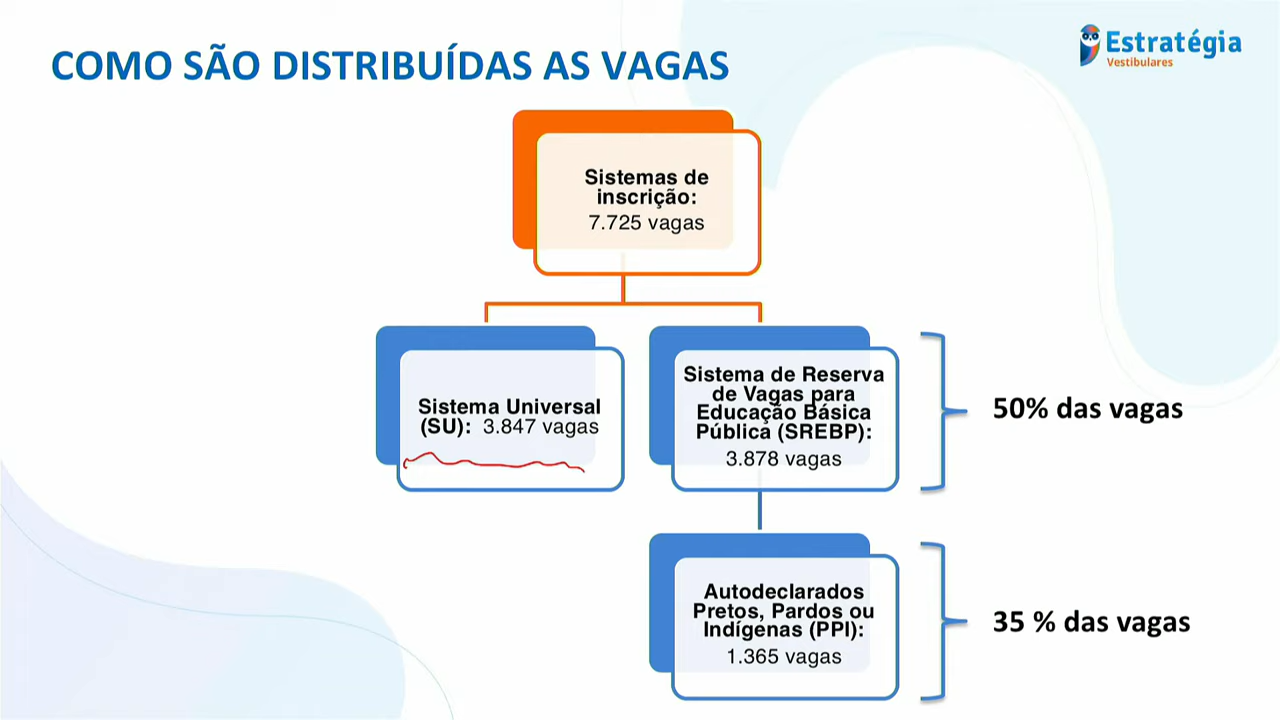 COMO SÃO DISTRIBUÍDAS AS VAGAS
Estratégia
Vestibulares
Sistemas de
inscrição:
7.725 vagas
Sistema Universal
(SU): 3.847 vagas
Sistema de Reserva
de Vagas para
Educação Básica
Pública (SREBP):
3.878 vagas
50% das vagas
Autodeclarados
Pretos, Pardos ou
Indígenas (PPI):
1.365 vagas
35 % das vagas